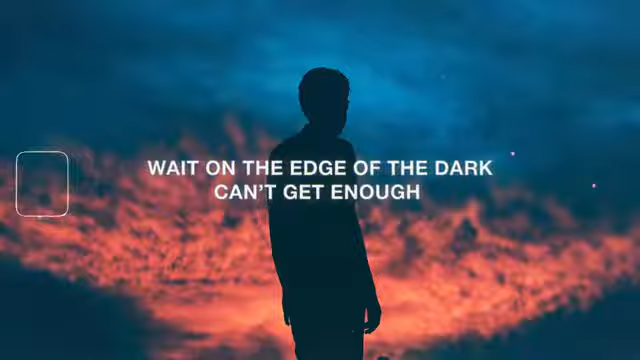 WAIT ON THE EDGE OF THE DARK
CAN'T GET ENOUGH